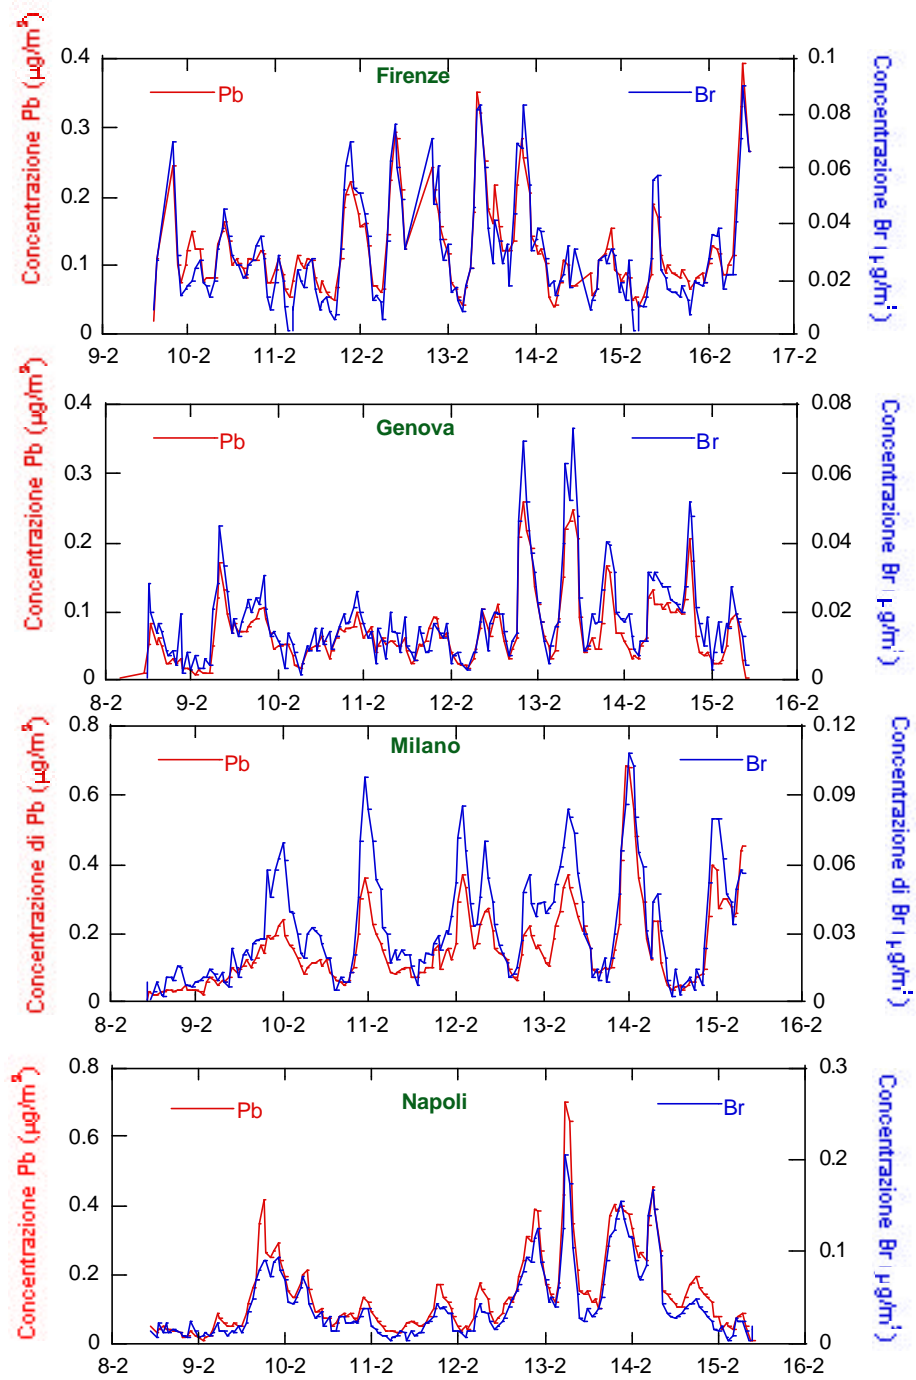 Concentrazione Pb (µg/m³)
Firenze
Pb
Br
0.4
0.3
0.2
0.1
0
0.1
0.08
0.06
0.04
0.02
0
9-2 10-2 11-2 12-2 13-2 14-2 15-2 16-2 17-2
Concentrazione Br (µg/m³)
Concentrazione Pb (µg/m³)
Genova
Pb
Br
0.4
0.3
0.2
0.1
0
0.08
0.06
0.04
0.02
0
8-2 9-2 10-2 11-2 12-2 13-2 14-2 15-2 16-2
Concentrazione Br (µg/m³)
Concentrazione di Pb (µg/m³)
Milano
Pb
Br
0.8
0.6
0.4
0.2
0
0.12
0.09
0.06
0.03
0
8-2 9-2 10-2 11-2 12-2 13-2 14-2 15-2 16-2
Concentrazione di Br (µg/m³)
Concentrazione Pb (µg/m³)
Napoli
Pb
Br
0.8
0.6
0.4
0.2
0
0.3
0.2
0.1
0
8-2 9-2 10-2 11-2 12-2 13-2 14-2 15-2 16-2
Concentrazione Br (µg/m³)